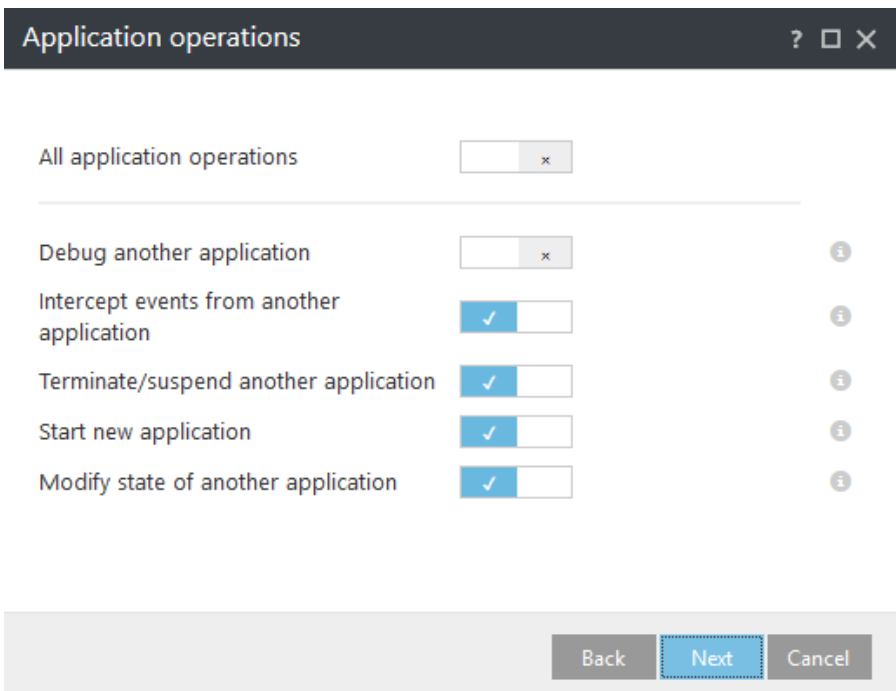 Application operations
All application operations
Debug another application
Intercept events from another
application
Terminate/suspend another application
Start new application
Modify state of another application
Back Next Cancel